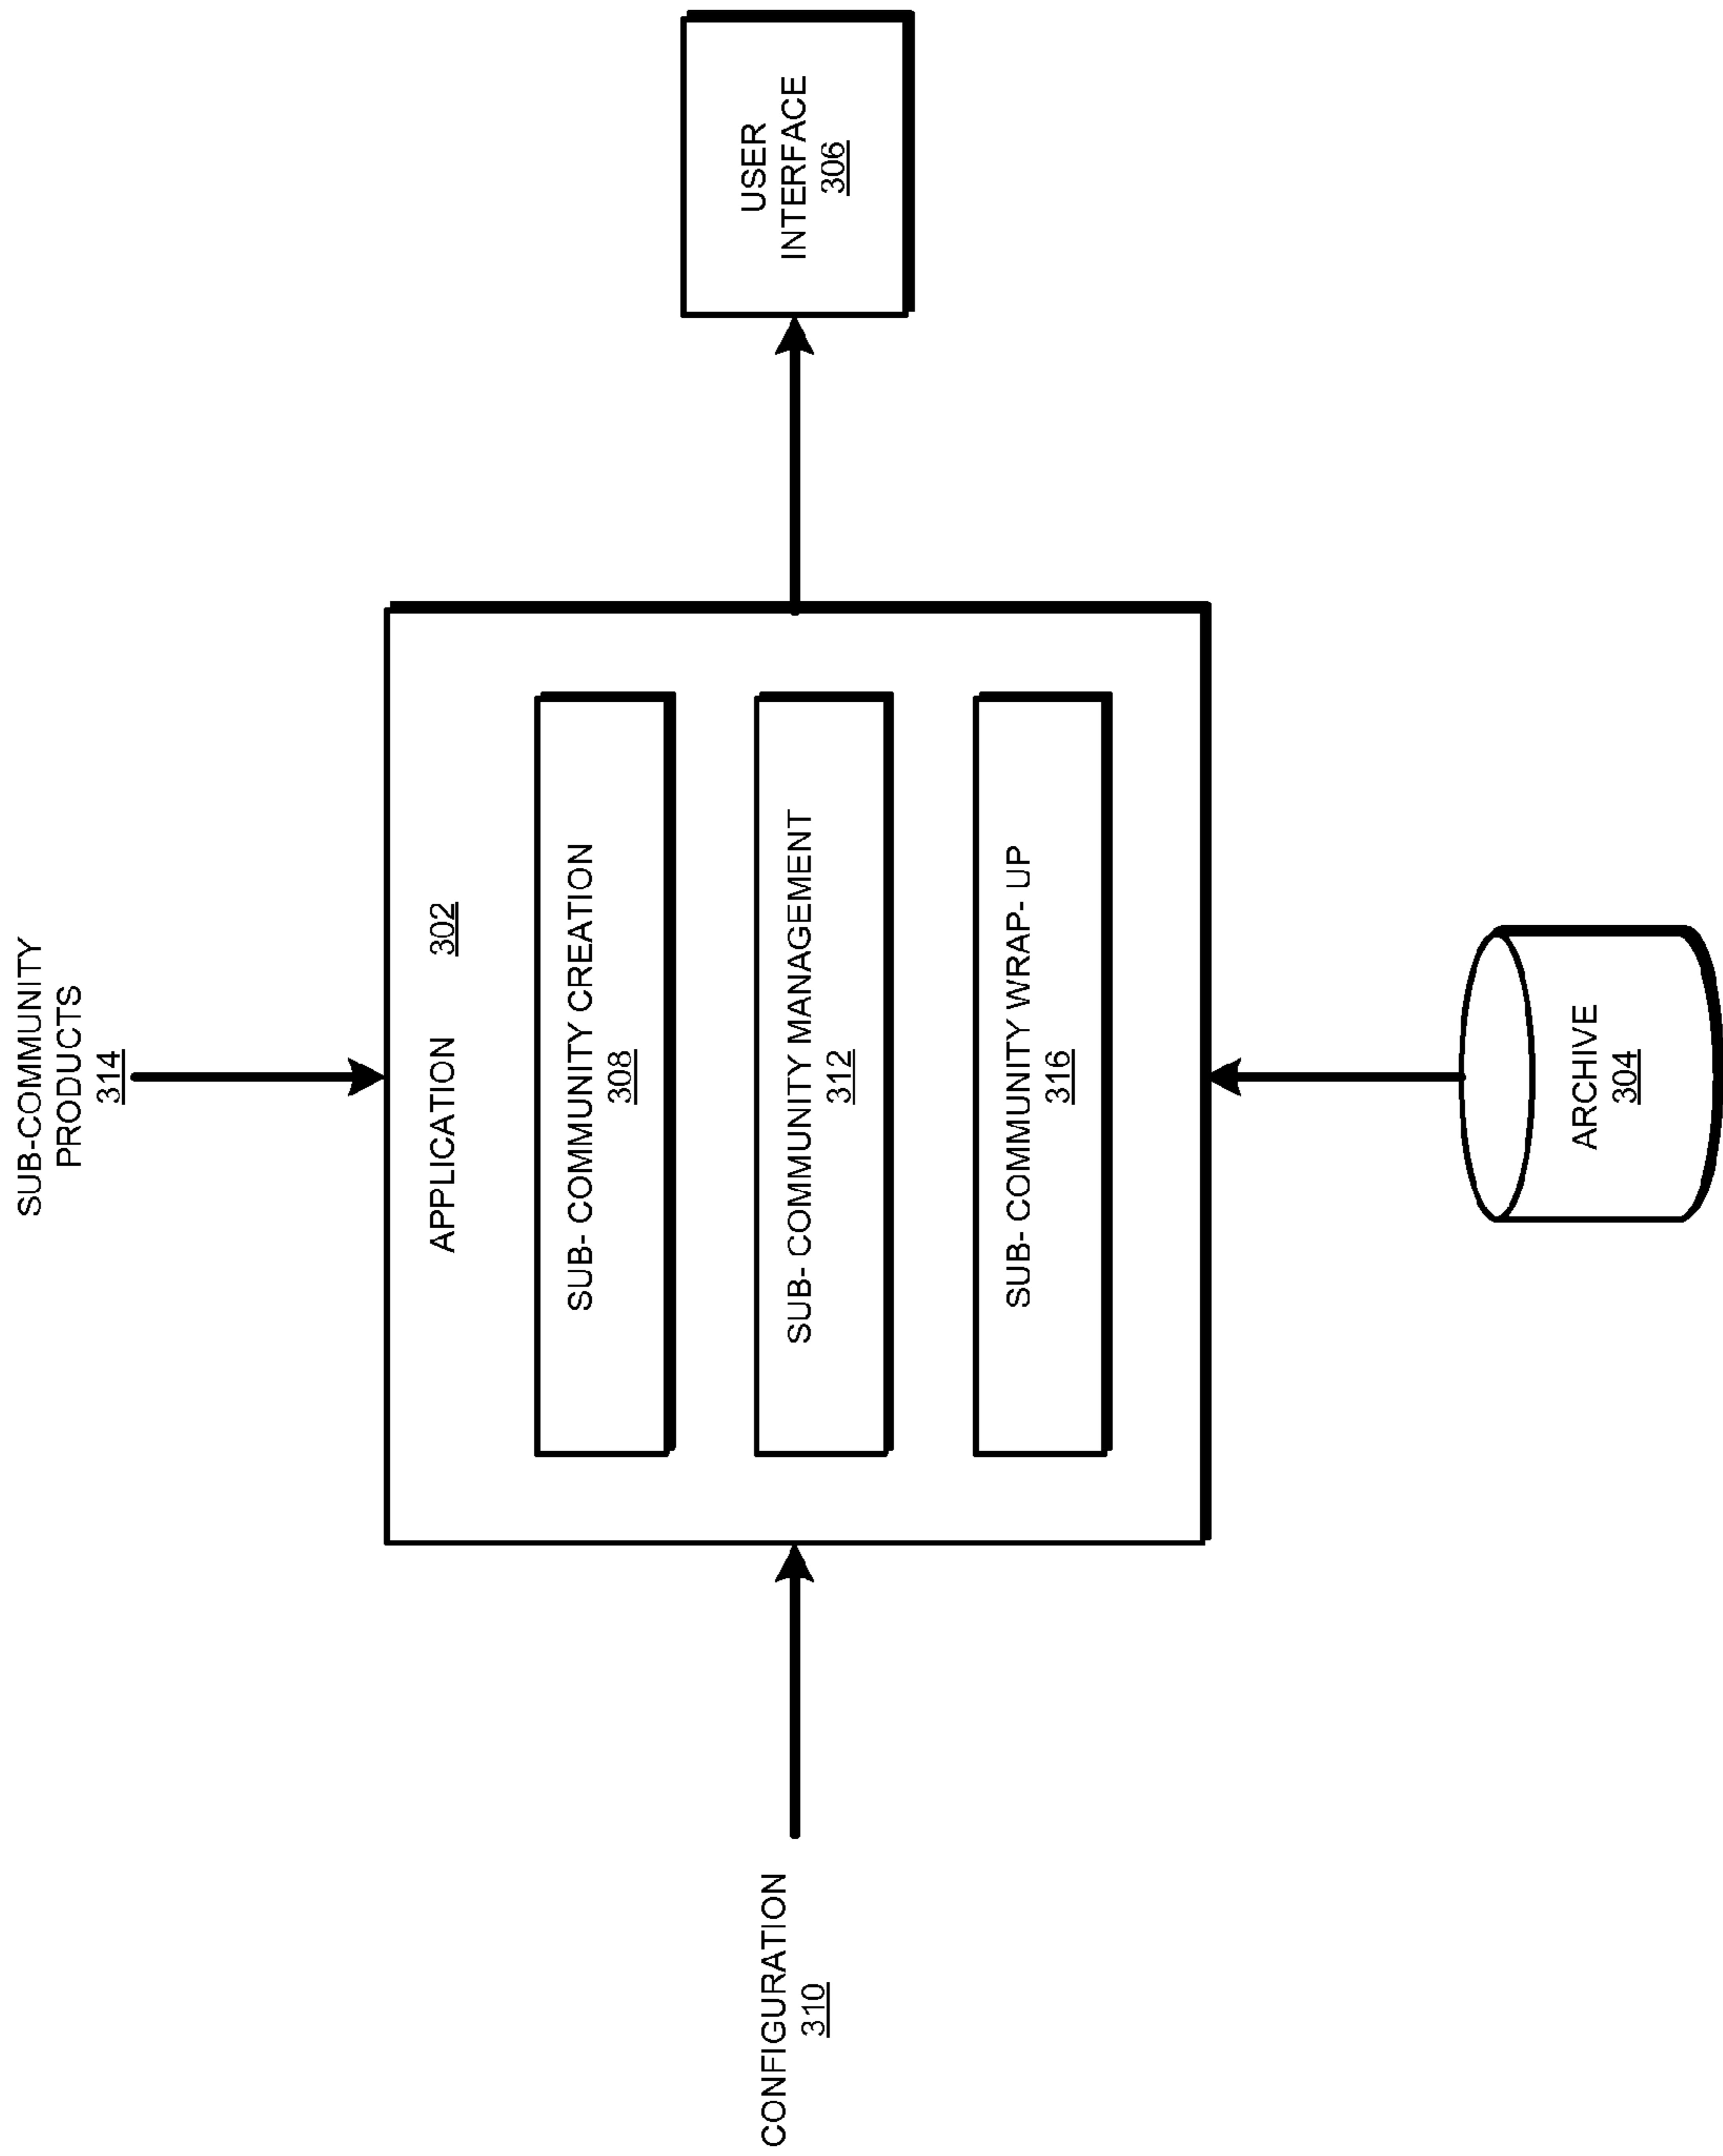 SUB-COMMUNITY
PRODUCTS
314
APPLICATION 302
SUB- COMMUNITY CREATION
308
SUB- COMMUNITY MANAGEMENT
312
SUB- COMMUNITY WRAP- UP
316
CONFIGURATION
310
USER
INTERFACE
306
ARCHIVE
304